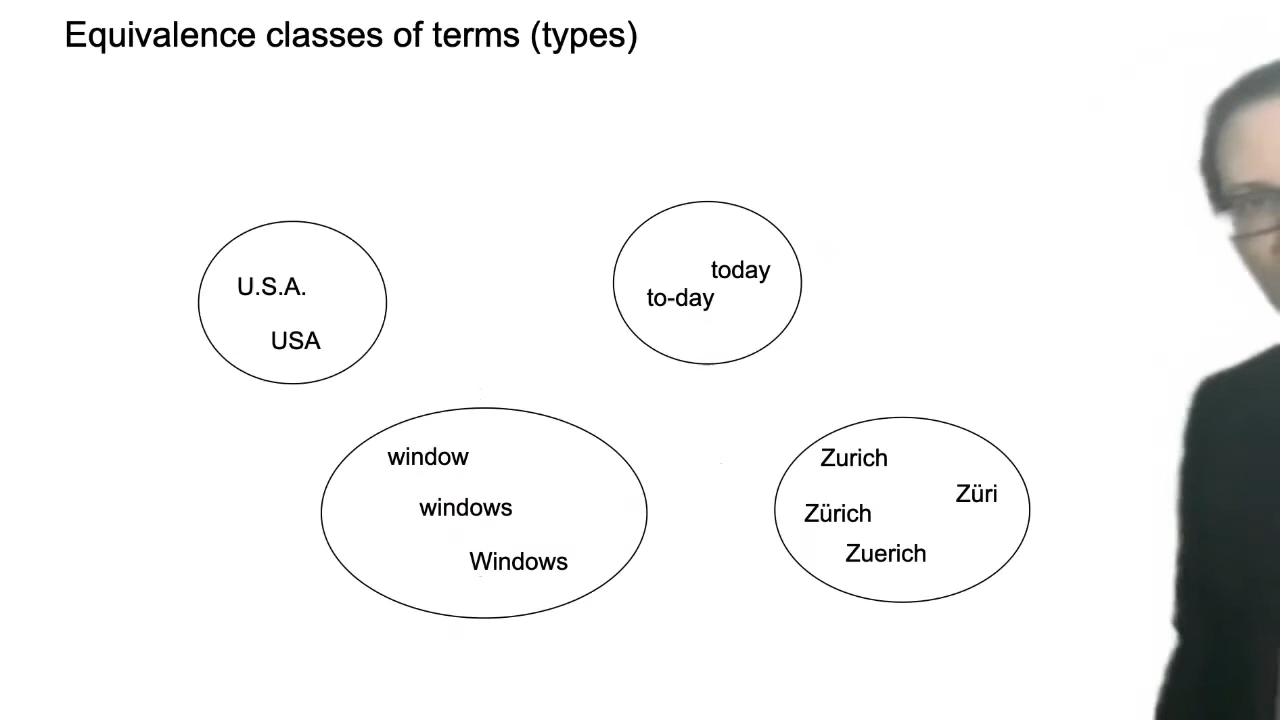 Equivalence classes of terms (types)
U.S.A.
USA
today
to-day
window
windows
Windows
Zurich
Züri
Zürich
Zuerich